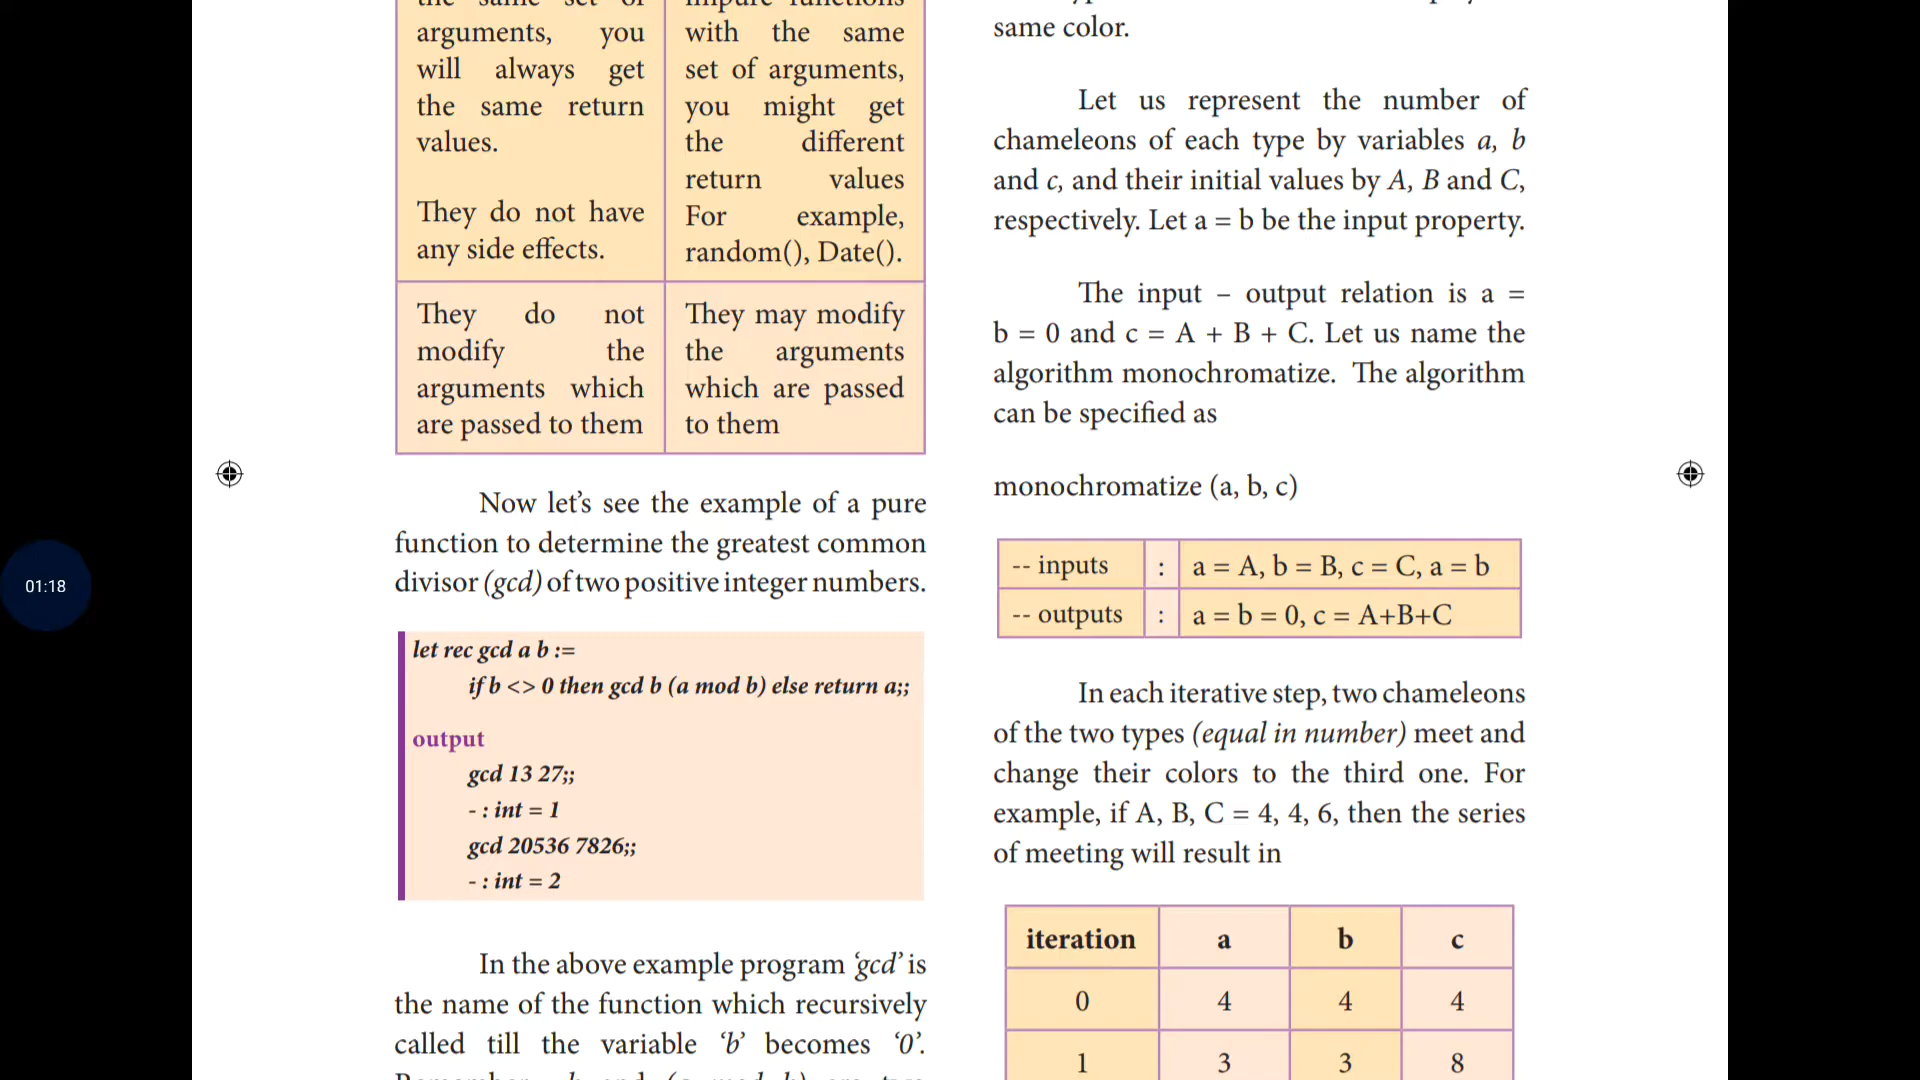 the same set of
arguments, you
will always get
the same return
values.
They do not have
any side effects.
impure functions
with the same
set of arguments,
you might get
the different
return values
For example,
random(), Date().
They do not
modify the
arguments which
are passed to them
They may modify
the arguments
which are passed
to them
Now let’s see the example of a pure
function to determine the greatest common
divisor (gcd) of two positive integer numbers.
let rec gcd a b :=
if b <> 0 then gcd b (a mod b) else return a;;
output
gcd 13 27;;
- : int = 1
gcd 20536 7826;;
- : int = 2
In the above example program ‘gcd’ is
the name of the function which recursively
called till the variable ‘b’ becomes ‘0’.
same color.
Let us represent the number of
chameleons of each type by variables a, b
and c, and their initial values by A, B and C,
respectively. Let a = b be the input property.
The input – output relation is a =
b = 0 and c = A + B + C. Let us name the
algorithm monochromatize. The algorithm
can be specified as
monochromatize (a, b, c)
-- inputs : a = A, b = B, c = C, a = b
-- outputs : a = b = 0, c = A+B+C
In each iterative step, two chameleons
of the two types (equal in number) meet and
change their colors to the third one. For
example, if A, B, C = 4, 4, 6, then the series
of meeting will result in
iteration a b c
0 4 4 4
1 3 3 8
01:18